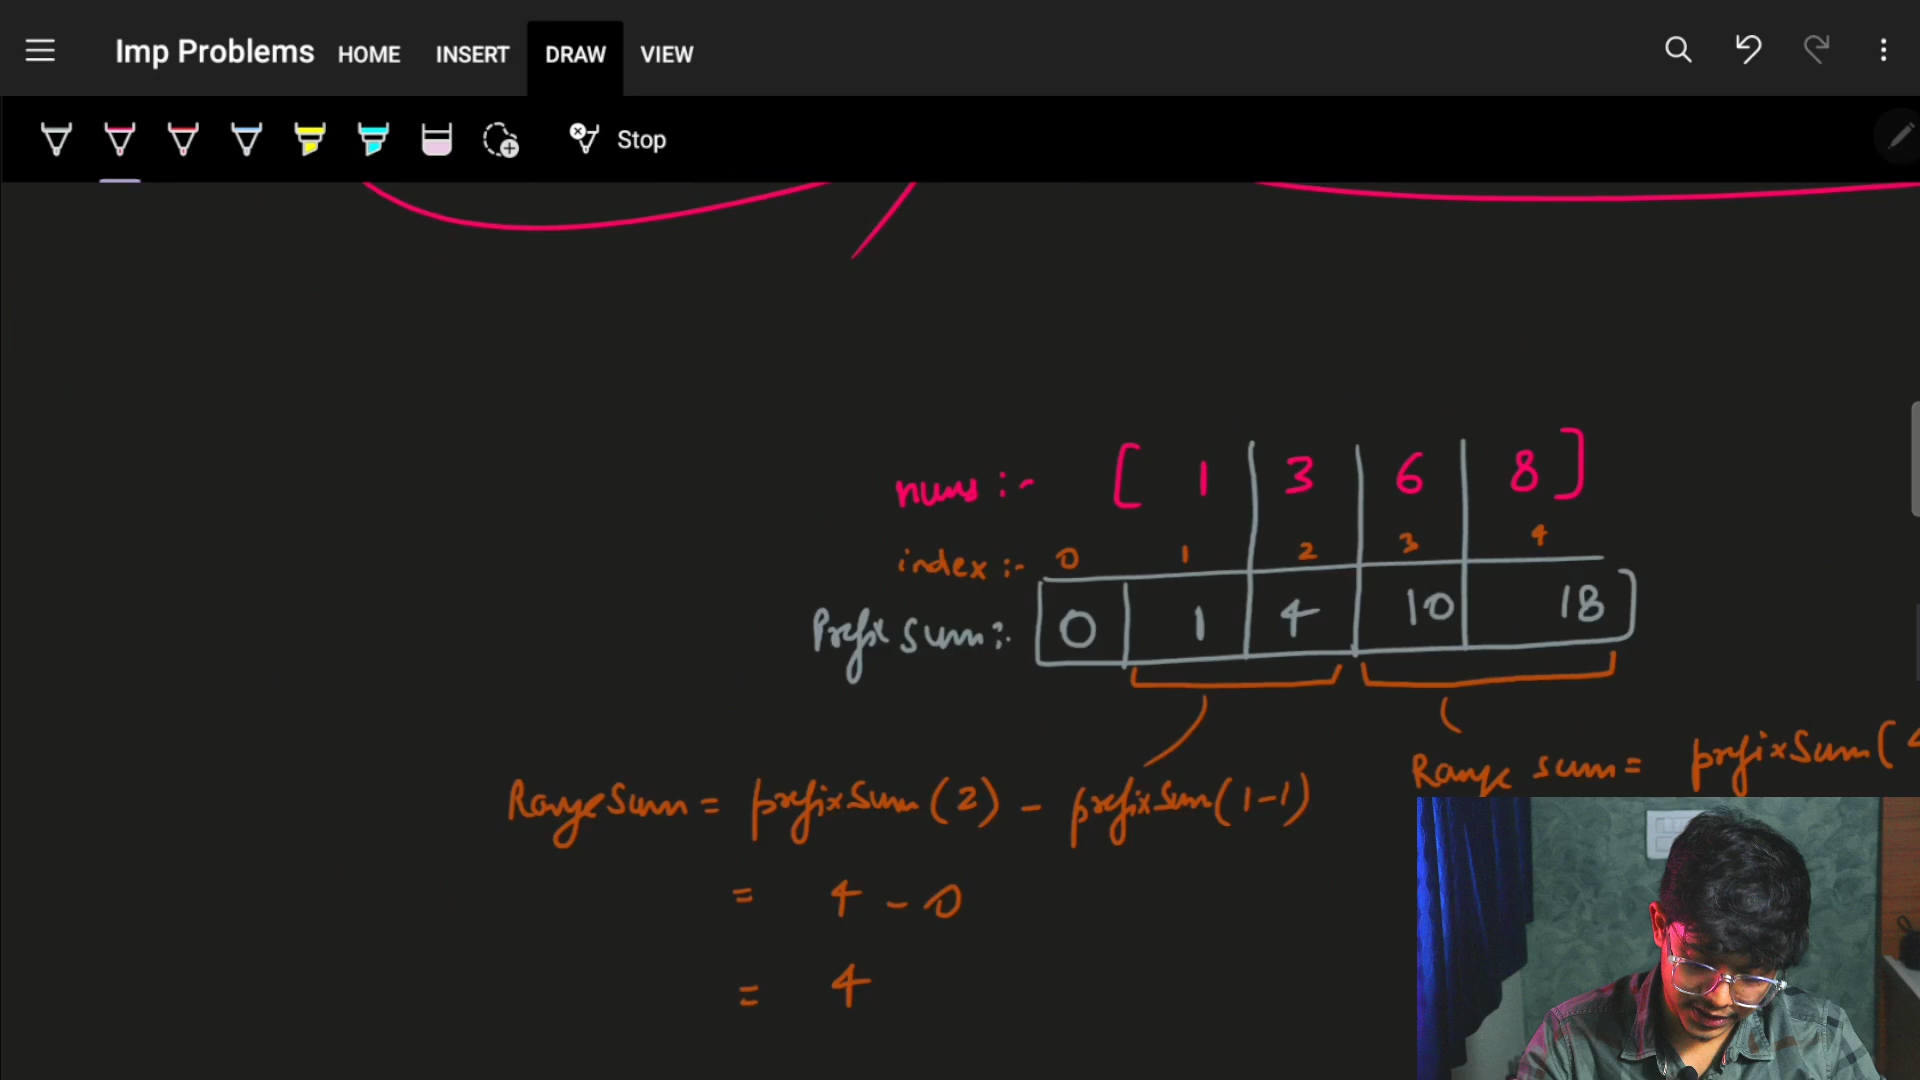 Imp Problems HOME INSERT DRAW VIEW
Stop
nums :- [ 1 3 6 8 ]
index :- 0 1 2 3 4
Prefix Sum :- 0 1 4 10 18 ]
RangeSum = prefixSum (2) - prefixSum (1-1)
= 4 - 0
= 4
Range sum = prefixSum (